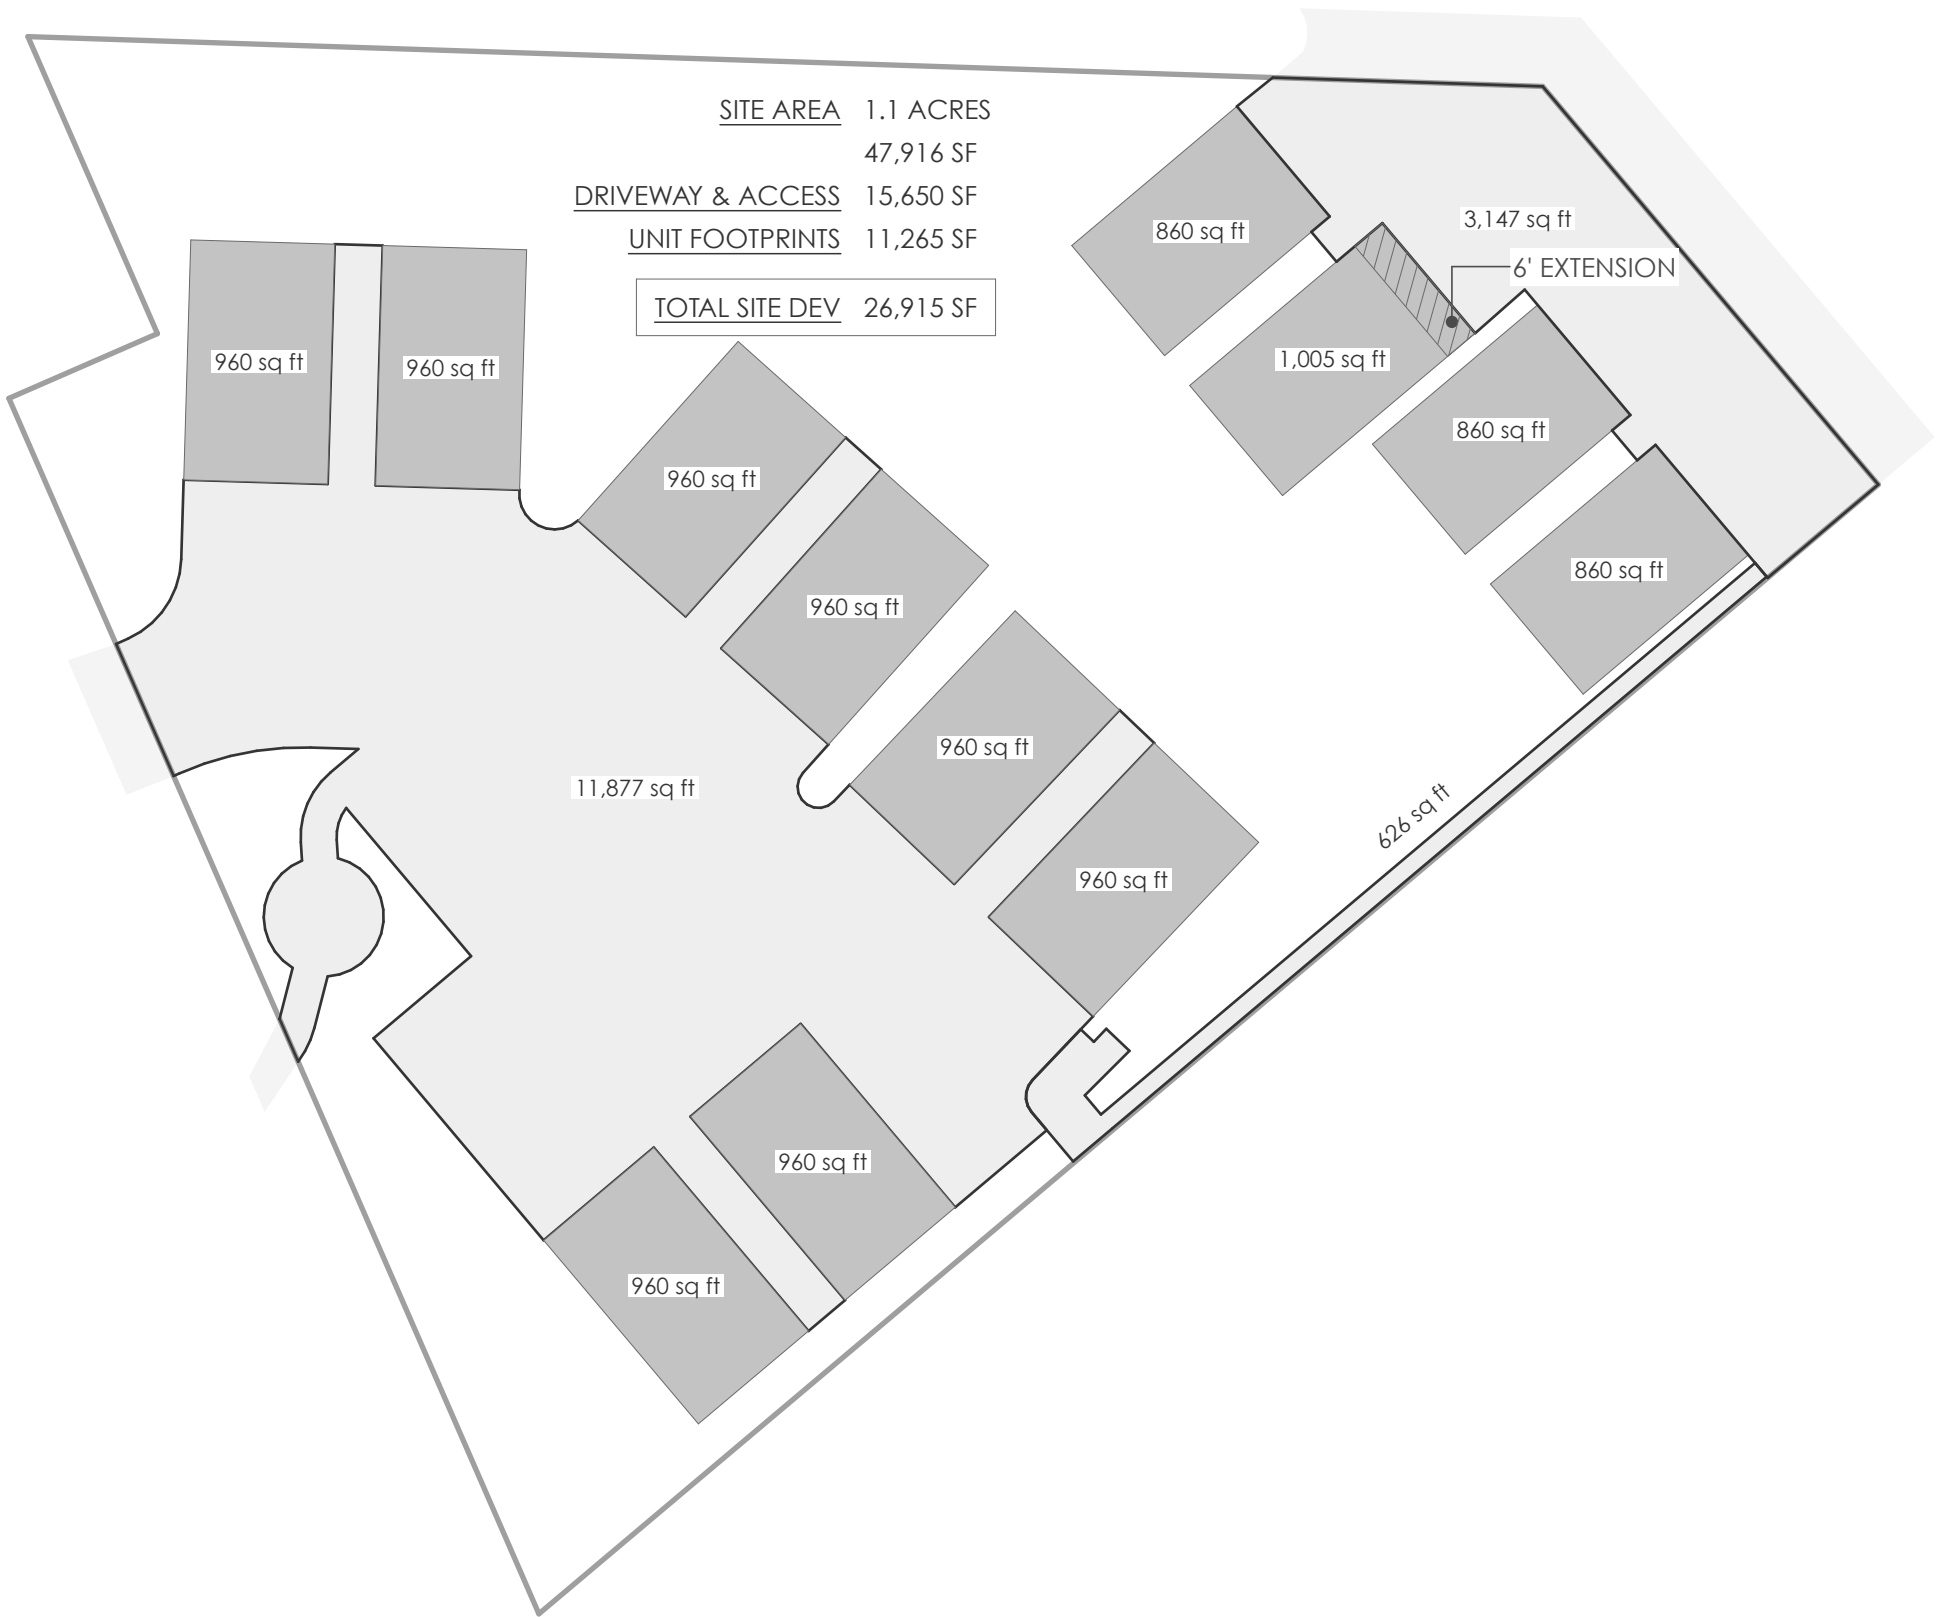 SITE AREA 1.1 ACRES
47,916 SF
DRIVEWAY & ACCESS 15,650 SF
UNIT FOOTPRINTS 11,265 SF
TOTAL SITE DEV 26,915 SF
3,147 sq ft
860 sq ft
6' EXTENSION
960 sq ft
960 sq ft
1,005 sq ft
860 sq ft
960 sq ft
860 sq ft
960 sq ft
960 sq ft
11,877 sq ft
626 sq ft
960 sq ft
960 sq ft
960 sq ft